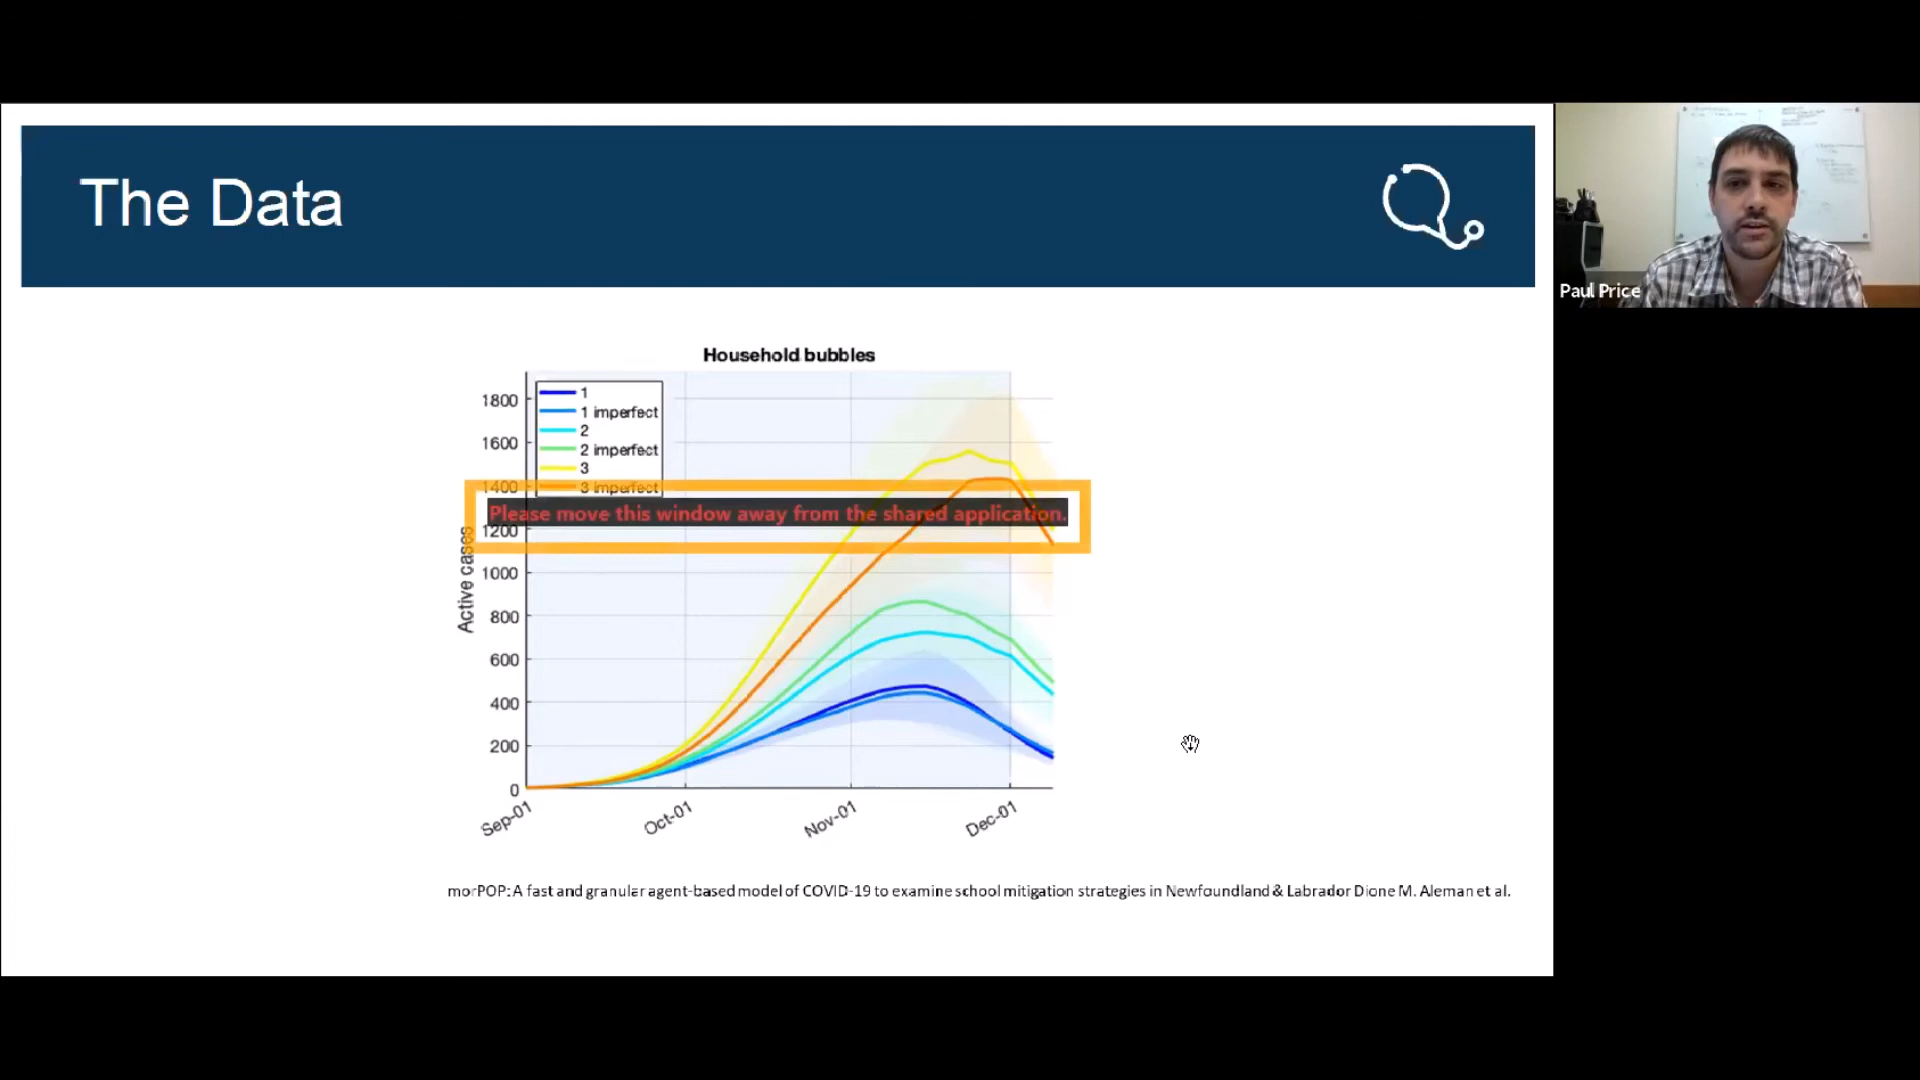 The Data
Paul Price
Household bubbles
1
1 imperfect
2
2 imperfect
3
3 imperfect
1800
1600
1400
Please move this window away from the shared application.
1200
1000
800
600
400
200
0
Active cases
Sep-01
Oct-01
Nov-01
Dec-01
morPOP: A fast and granular agent-based model of COVID-19 to examine school mitigation strategies in Newfoundland & Labrador Dione M. Aleman et al.